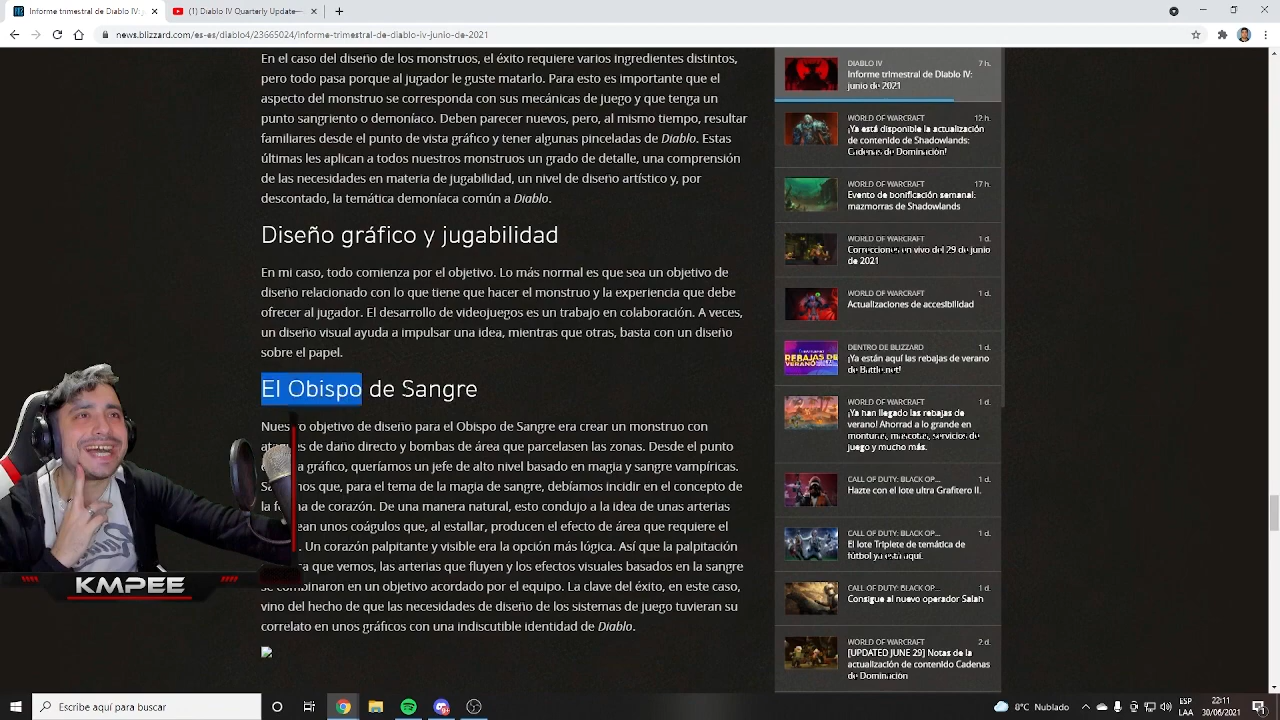 Informe trimestral de Diablo IV:
(1) Diablo IV Quarterly Update—
news.blizzard.com/es-es/diablo4/23665024/informe-trimestral-de-diablo-iv-junio-de-2021
En el caso del diseño de los monstruos, el éxito requiere varios ingredientes distintos,
pero todo pasa porque al jugador le guste matarlo. Para esto es importante que el
aspecto del monstruo se corresponda con sus mecánicas de juego y que tenga un
punto sangriento o demoníaco. Deben parecer nuevos, pero, al mismo tiempo, resultar
familiares desde el punto de vista gráfico y tener algunas pinceladas de Diablo. Estas
últimas les aplican a todos nuestros monstruos un grado de detalle, una comprensión
de las necesidades en materia de jugabilidad, un nivel de diseño artístico y, por
descontado, la temática demoníaca común a Diablo.
Diseño gráfico y jugabilidad
En mi caso, todo comienza por el objetivo. Lo más normal es que sea un objetivo de
diseño relacionado con lo que tiene que hacer el monstruo y la experiencia que debe
ofrecer al jugador. El desarrollo de videojuegos es un trabajo en colaboración. A veces,
un diseño visual ayuda a impulsar una idea, mientras que otras, basta con un diseño
sobre el papel.
El Obispo de Sangre
Nues o objetivo de diseño para el Obispo de Sangre era crear un monstruo con
ata es de daño directo y bombas de área que parcelasen las zonas. Desde el punto
a gráfico, queríamos un jefe de alto nivel basado en magia y sangre vampíricas.
Sa mos que, para el tema de la magia de sangre, debíamos incidir en el concepto de
la f ma de corazón. De una manera natural, esto condujo a la idea de unas arterias
ean unos coágulos que, al estallar, producen el efecto de área que requiere el
. Un corazón palpitante y visible era la opción más lógica. Así que la palpitación
ra que vemos, las arterias que fluyen y los efectos visuales basados en la sangre
se combinaron en un objetivo acordado por el equipo. La clave del éxito, en este caso,
vino del hecho de que las necesidades de diseño de los sistemas de juego tuvieran su
correlato en unos gráficos con una indiscutible identidad de Diablo.
DIABLO IV 7 h.
Informe trimestral de Diablo IV:
junio de 2021
WORLD OF WARCRAFT 12 h.
¡Ya está disponible la actualización
de contenido de Shadowlands:
Cadenas de Dominación!
WORLD OF WARCRAFT 17 h.
Evento de bonificación semanal:
mazmorras de Shadowlands
WORLD OF WARCRAFT 1 d.
Correcciones en vivo del 29 de junio
de 2021
WORLD OF WARCRAFT 1 d.
Actualizaciones de accesibilidad
REBAJAS DE
VERANO
DENTRO DE BLIZZARD 1 d.
¡Ya están aquí las rebajas de verano
de Battle.net!
WORLD OF WARCRAFT 1 d.
¡Ya han llegado las rebajas de
verano! Ahorrad a lo grande en
monturas, mascotas, servicios de
juego y mucho más.
CALL OF DUTY: BLACK OP... 1 d.
Hazte con el lote ultra Grafitero II.
CALL OF DUTY: BLACK OP... 1 d.
El lote Triplete de temática de
fútbol ya está aquí.
CALL OF DUTY: BLACK OP... 1 d.
Consigue al nuevo operador Salah
WORLD OF WARCRAFT 2 d.
[UPDATED JUNE 29] Notas de la
actualización de contenido Cadenas
de Dominación
KMPEE
Escribe aquí para buscar
8°C Nublado
ESP
LAA
22:11
30/06/2021